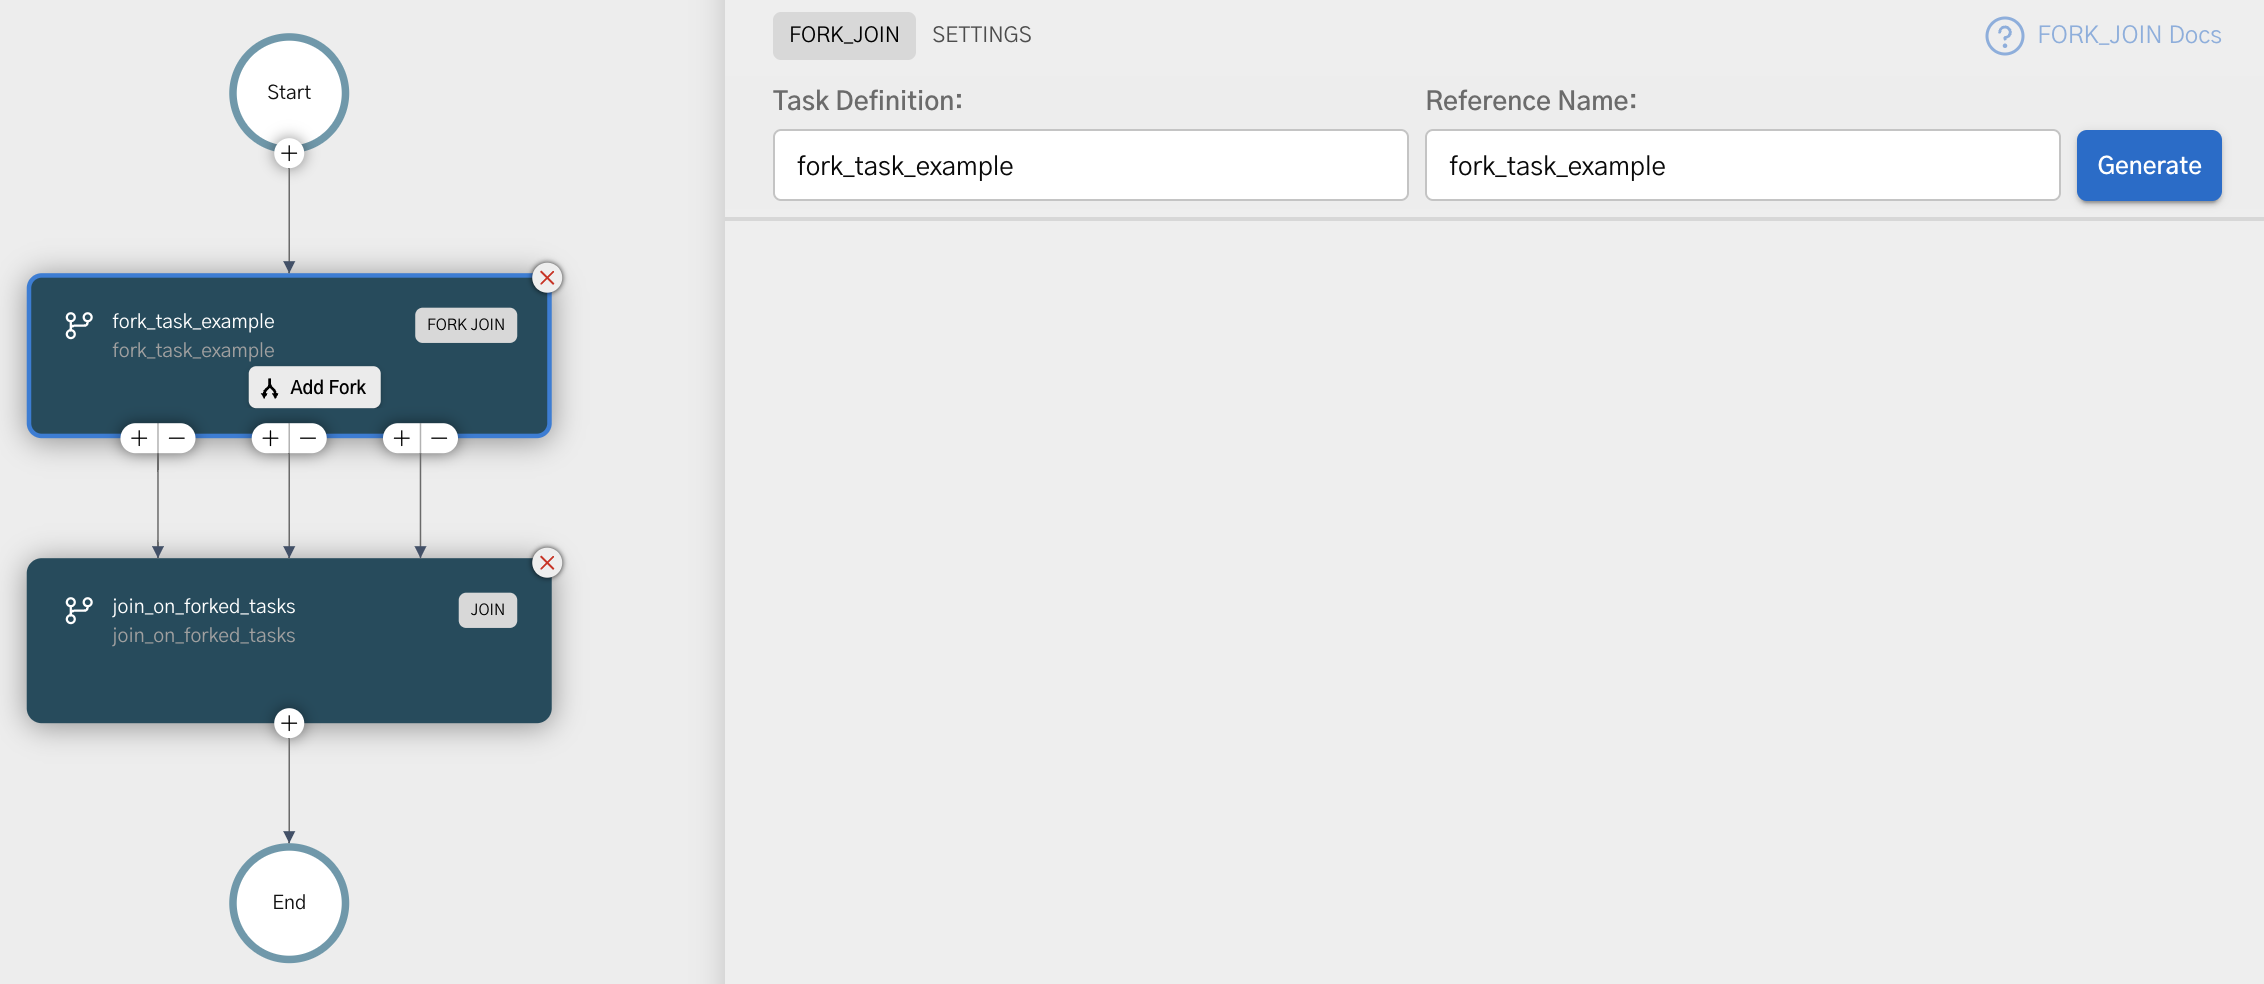 Start
fork_task_example
fork_task_example
FORK JOIN
Add Fork
join_on_forked_tasks
join_on_forked_tasks
JOIN
End
FORK_JOIN
SETTINGS
FORK_JOIN Docs
Task Definition:
Reference Name:
fork_task_example
fork_task_example
Generate